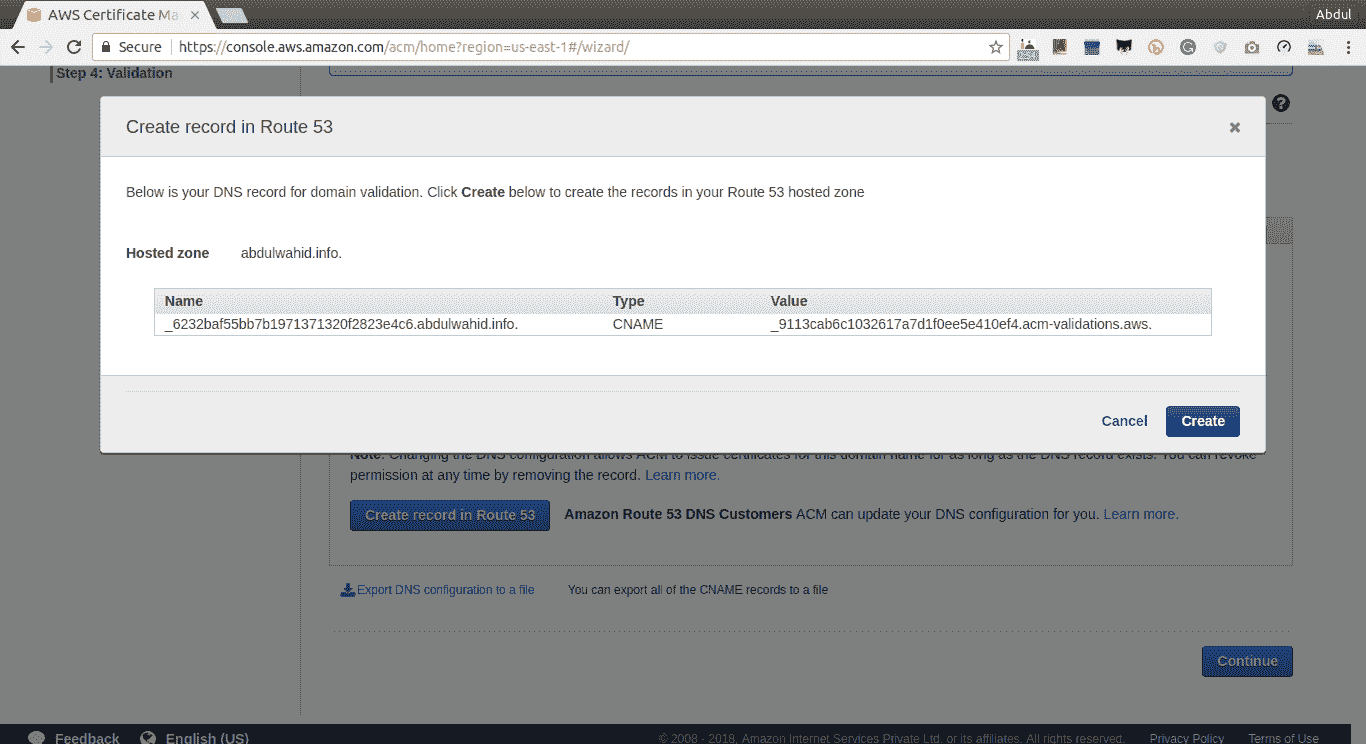 AWS Certificate Ma
Abdul
Secure https://console.aws.amazon.com/acm/home?region=us-east-1#/wizard/
Step 4: Validation
Create record in Route 53
Below is your DNS record for domain validation. Click Create below to create the records in your Route 53 hosted zone
Hosted zone abdulwahid.info.
Name Type Value
_6232baf55bb7b1971371320f2823e4c6.abdulwahid.info. CNAME _9113cab6c1032617a7d1f0ee5e410ef4.acm-validations.aws.
Cancel Create
Note: Changing the DNS configuration allows ACM to issue certificates for this domain name for as long as the DNS record exists. You can revoke
permission at any time by removing the record. Learn more.
Create record in Route 53 Amazon Route 53 DNS Customers ACM can update your DNS configuration for you. Learn more.
Export DNS configuration to a file You can export all of the CNAME records to a file
Continue
Feedback English (US) © 2008 - 2018, Amazon Internet Services Private Ltd. or its affiliates. All rights reserved. Privacy Policy Terms of Use